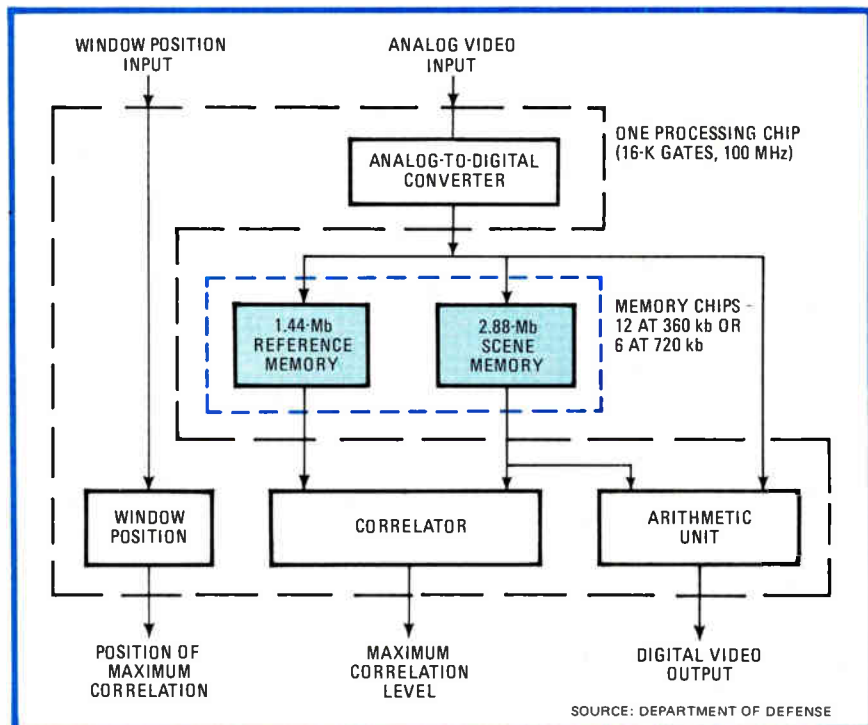 WINDOW POSITION
INPUT
ANALOG VIDEO
INPUT
ONE PROCESSING CHIP
(16-K GATES, 100 MHz)
ANALOG-TO-DIGITAL
CONVERTER
1.44-Mb
REFERENCE
MEMORY
2.88-Mb
SCENE
MEMORY
MEMORY CHIPS -
12 AT 360 kb OR
6 AT 720 kb
WINDOW
POSITION
CORRELATOR
ARITHMETIC
UNIT
POSITION OF
MAXIMUM
CORRELATION
MAXIMUM
CORRELATION
LEVEL
DIGITAL VIDEO
OUTPUT
SOURCE: DEPARTMENT OF DEFENSE